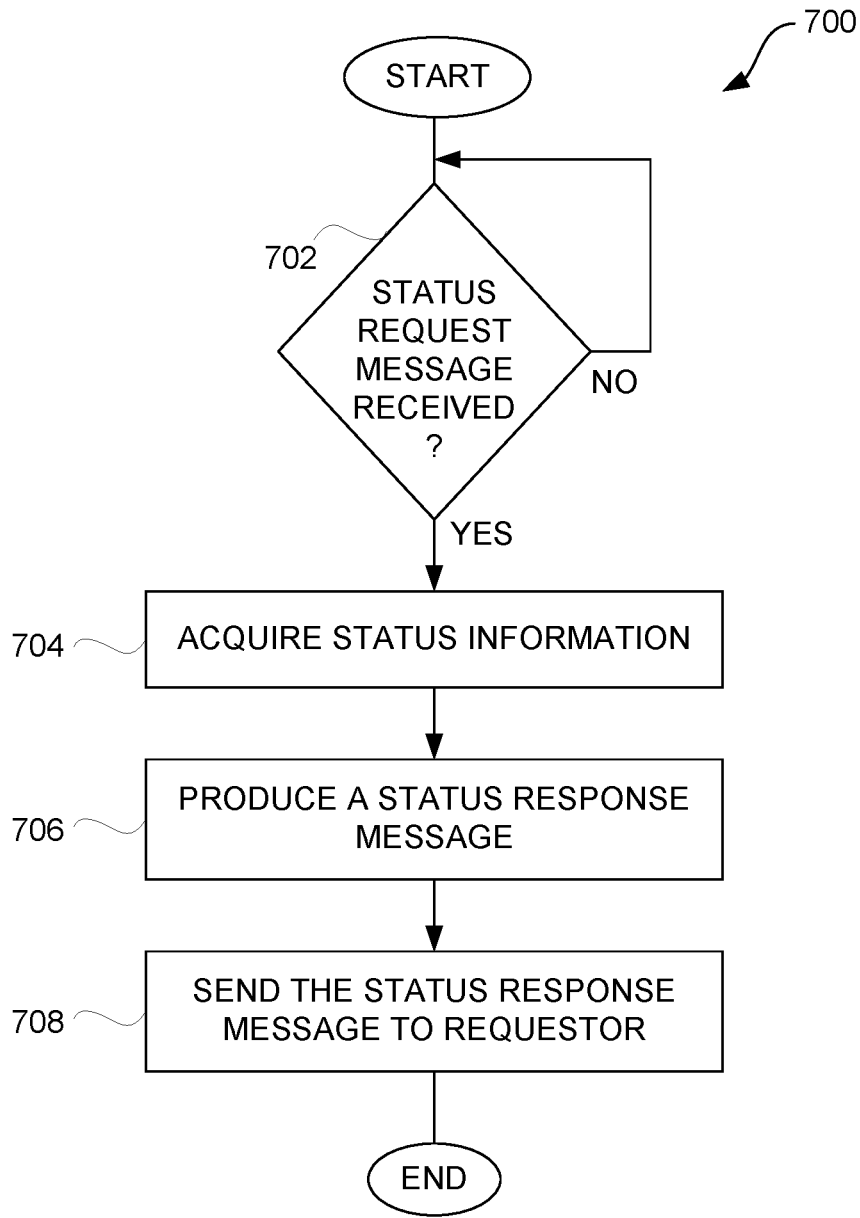 700
START
702
STATUS
REQUEST
MESSAGE
RECEIVED
?
NO
YES
704
ACQUIRE STATUS INFORMATION
706
PRODUCE A STATUS RESPONSE
MESSAGE
708
SEND THE STATUS RESPONSE
MESSAGE TO REQUESTOR
END